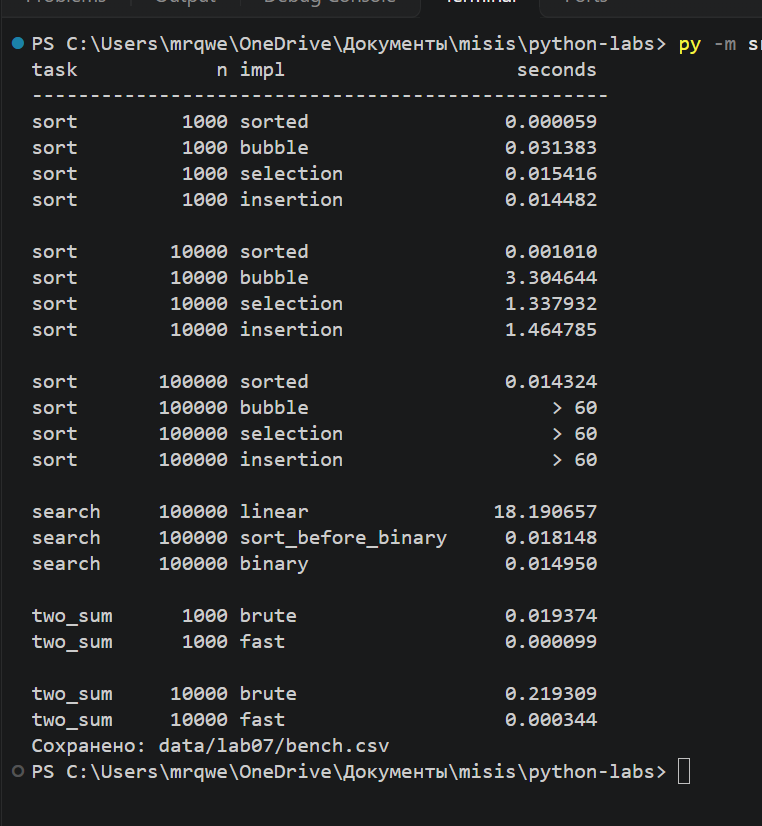 Problems Output Debug Console Terminal Ports
PS C:\Users\mrqwe\OneDrive\Документы\misis\python-labs> py -m
task n impl seconds
--------------------------------------------------
sort 1000 sorted 0.000059
sort 1000 bubble 0.031383
sort 1000 selection 0.015416
sort 1000 insertion 0.014482
sort 10000 sorted 0.001010
sort 10000 bubble 3.304644
sort 10000 selection 1.337932
sort 10000 insertion 1.464785
sort 100000 sorted 0.014324
sort 100000 bubble > 60
sort 100000 selection > 60
sort 100000 insertion > 60
search 100000 linear 18.190657
search 100000 sort_before_binary 0.018148
search 100000 binary 0.014950
two_sum 1000 brute 0.019374
two_sum 1000 fast 0.000099
two_sum 10000 brute 0.219309
two_sum 10000 fast 0.000344
Сохранено: data/lab07/bench.csv
PS C:\Users\mrqwe\OneDrive\Документы\misis\python-labs>